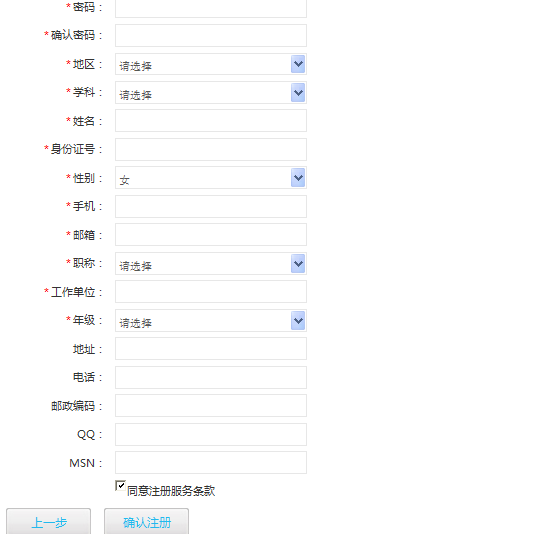 *密码：
*确认密码：
*地区： 请选择
*学科： 请选择
*姓名：
*身份证号：
*性别： 女
*手机：
*邮箱：
*职称： 请选择
*工作单位：
*年级： 请选择
地址：
电话：
邮政编码：
QQ：
MSN：
同意注册服务条款
上一步 确认注册